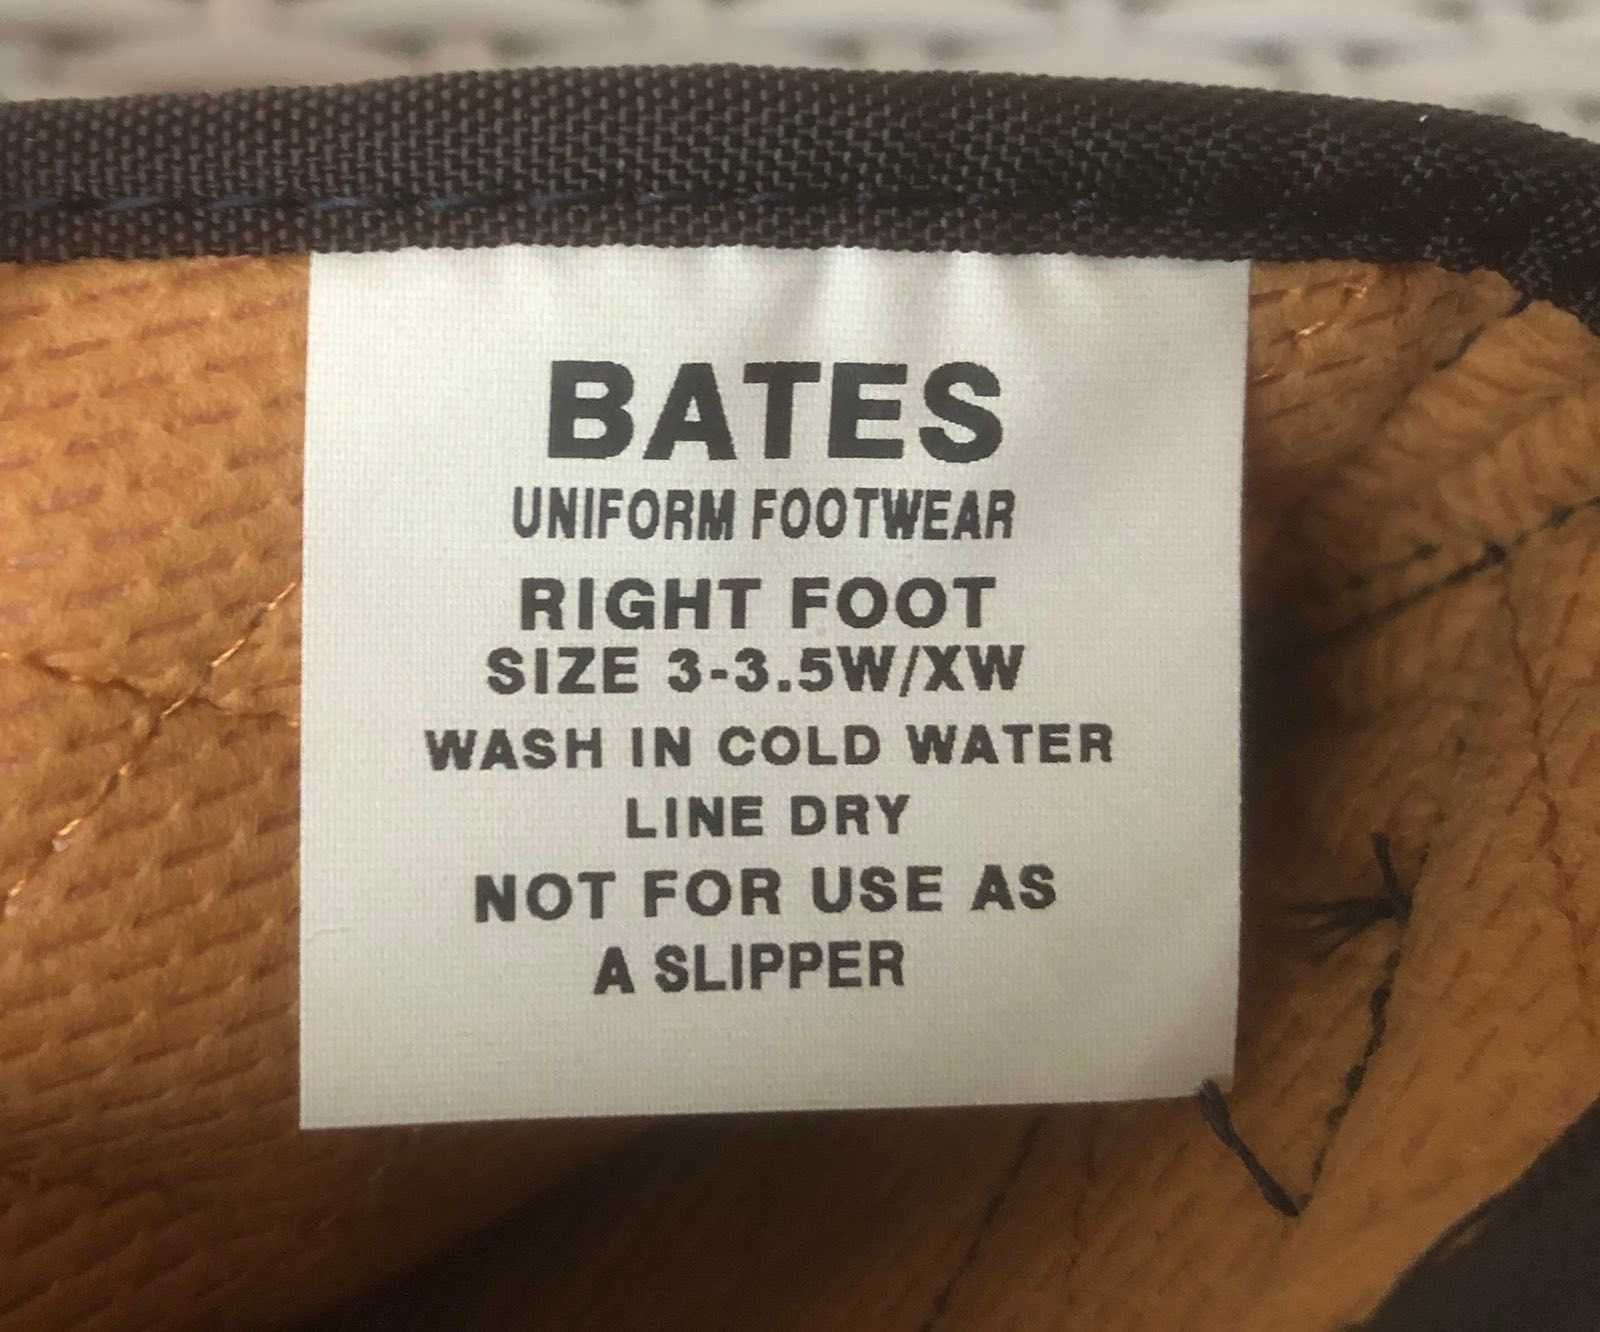 BATES
UNIFORM FOOTWEAR
RIGHT FOOT
SIZE 3-3.5W/XW
WASH IN COLD WATER
LINE DRY
NOT FOR USE AS
A SLIPPER